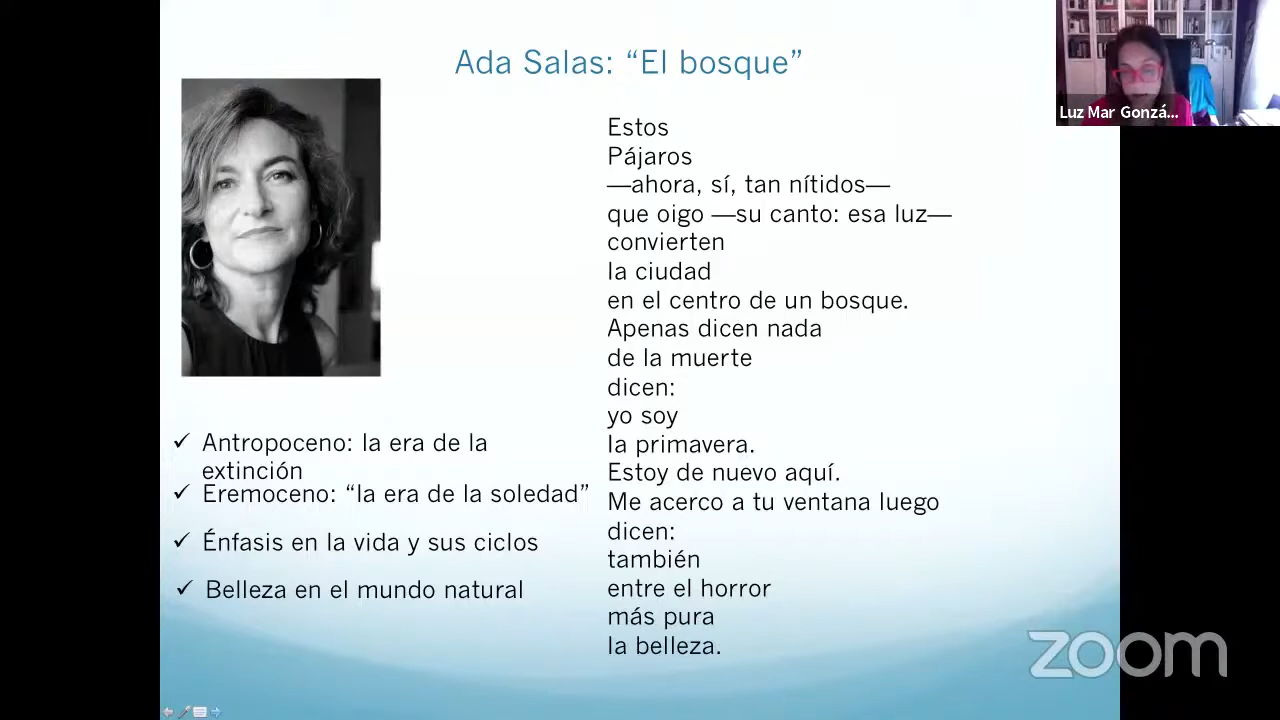 Ada Salas: “El bosque”
Luz Mar Gonzá...
Estos
Pájaros
—ahora, sí, tan nítidos—
que oigo —su canto: esa luz—
convierten
la ciudad
en el centro de un bosque.
Apenas dicen nada
de la muerte
dicen:
yo soy
la primavera.
Estoy de nuevo aquí.
Me acerco a tu ventana luego
dicen:
también
entre el horror
más pura
la belleza.
✓ Antropoceno: la era de la
extinción
✓ Eremoceno: “la era de la soledad”
✓ Énfasis en la vida y sus ciclos
✓ Belleza en el mundo natural
zoom